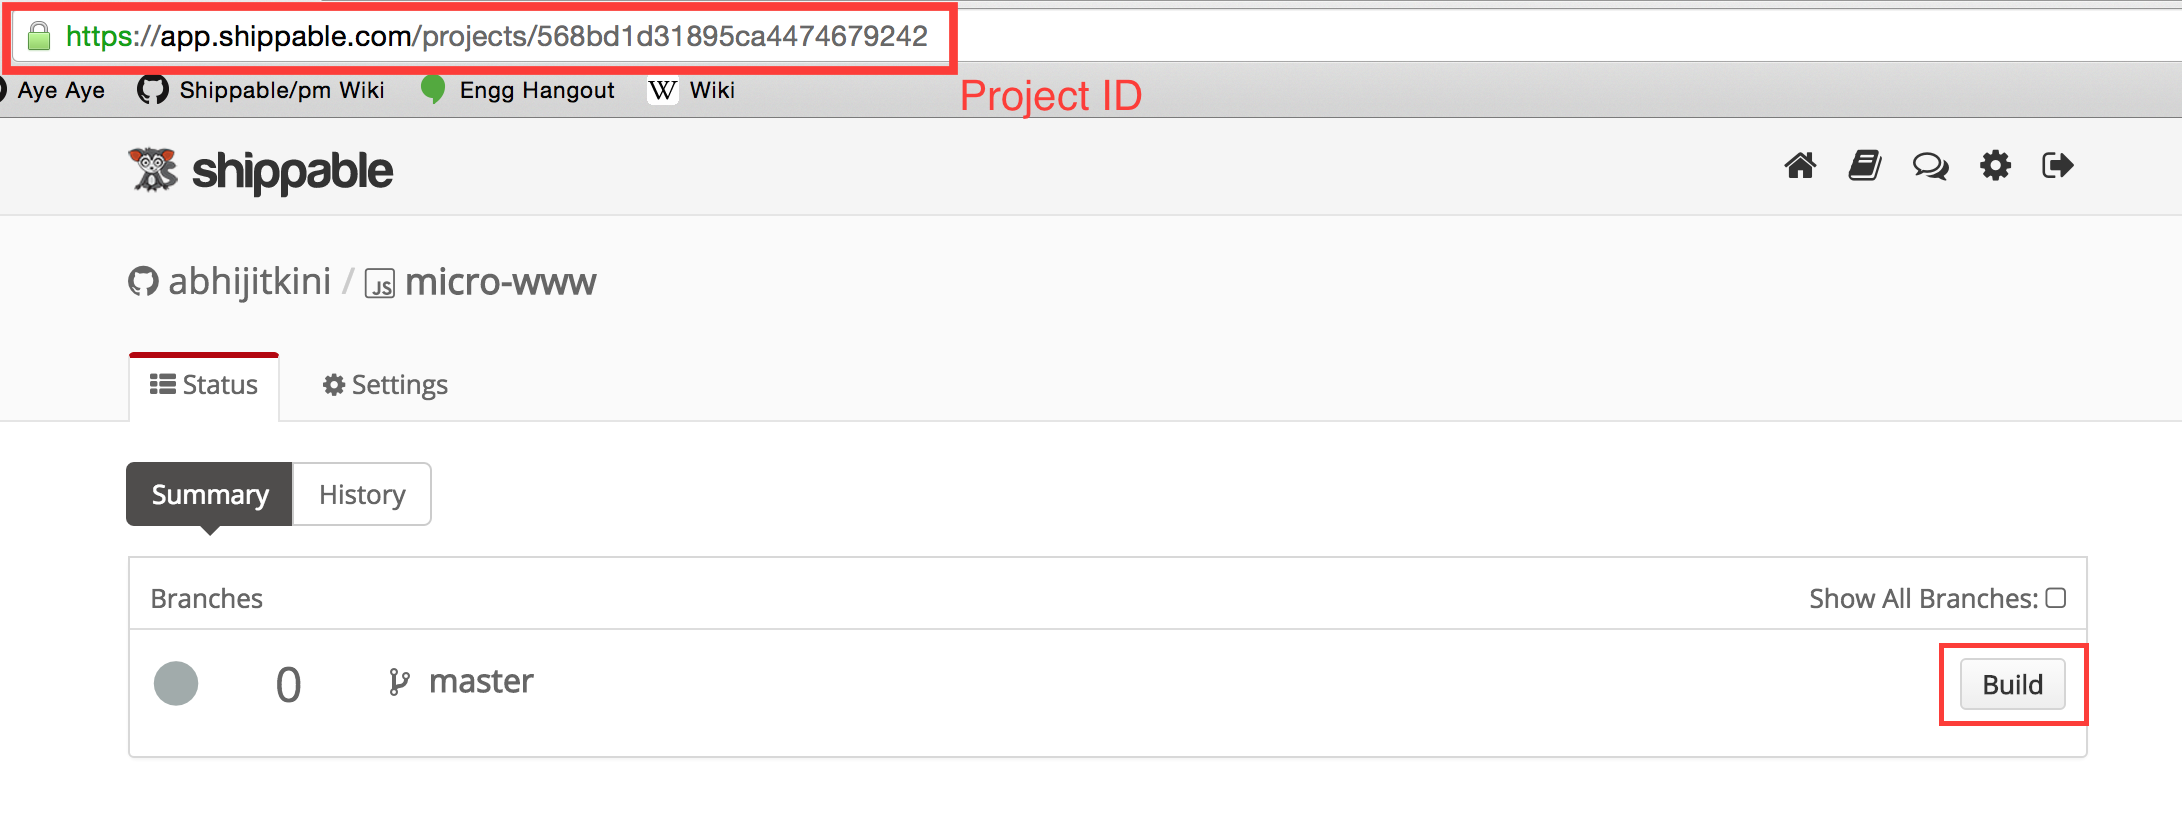 https://app.shippable.com/projects/568bd1d31895ca4474679242
Aye Aye Shippable/pm Wiki Engg Hangout W Wiki
Project ID
shippable
abhijitkini / JS micro-www
Status Settings
Summary History
Branches Show All Branches:
0 master Build